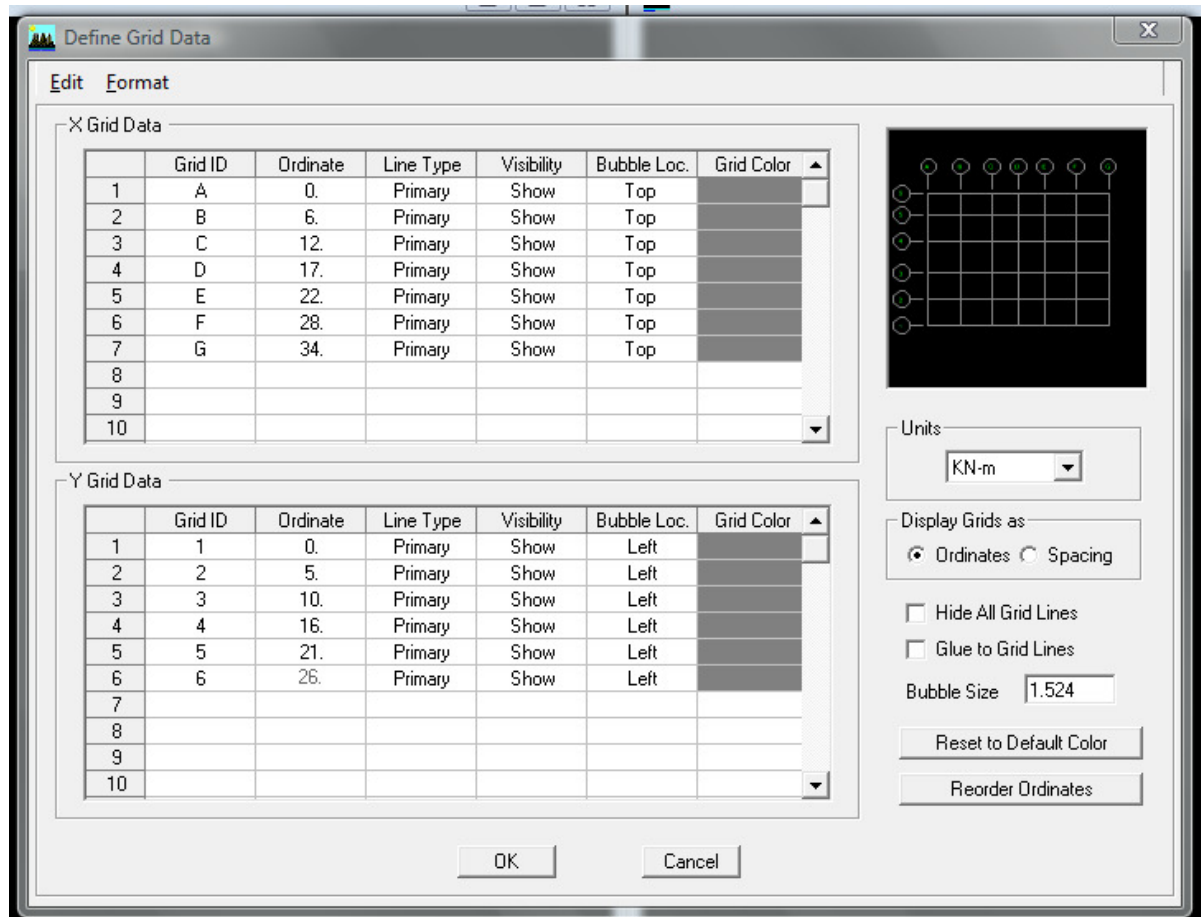 Define Grid Data
Edit Format
X Grid Data
Grid ID Ordinate Line Type Visibility Bubble Loc. Grid Color
1 A 0. Primary Show Top
2 B 6. Primary Show Top
3 C 12. Primary Show Top
4 D 17. Primary Show Top
5 E 22. Primary Show Top
6 F 28. Primary Show Top
7 G 34. Primary Show Top
8
9
10
Y Grid Data
Grid ID Ordinate Line Type Visibility Bubble Loc. Grid Color
1 1 0. Primary Show Left
2 2 5. Primary Show Left
3 3 10. Primary Show Left
4 4 16. Primary Show Left
5 5 21. Primary Show Left
6 6 26. Primary Show Left
7
8
9
10
Units
KN-m
Display Grids as
Ordinates Spacing
Hide All Grid Lines
Glue to Grid Lines
Bubble Size 1.524
Reset to Default Color
Reorder Ordinates
OK Cancel